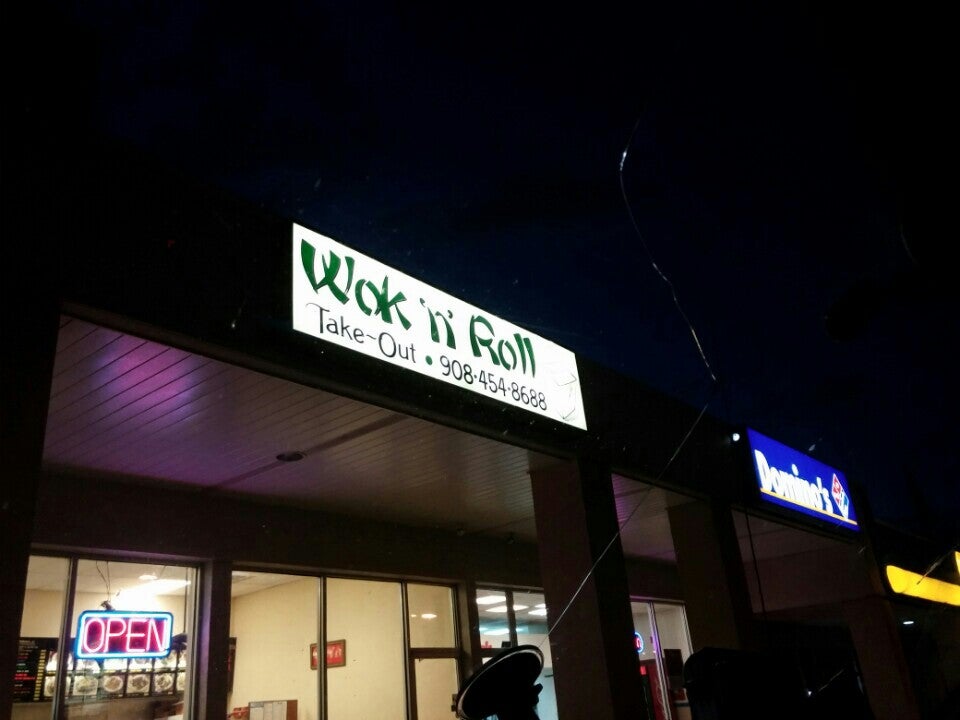 Wok 'n' Roll
Take-Out • 908•454•8688
Domino's
OPEN